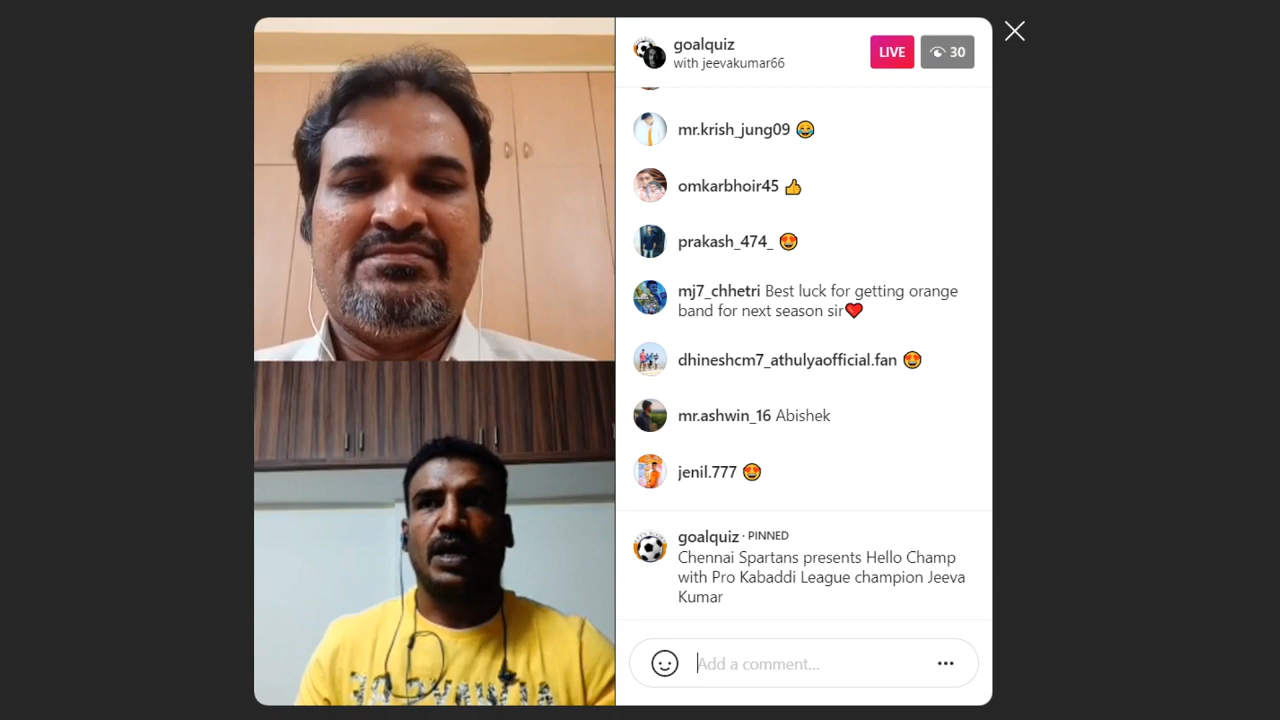 goalquiz
with jeevakumar66
LIVE
30
mr.krish_jung09 😂
omkarbhoir45 👍
prakash_474_ 😍
mj7_chhetri Best luck for getting orange
band for next season sir❤️
dhineshcm7_athulyaofficial.fan 😍
mr.ashwin_16 Abishek
jenil.777 😍
goalquiz · PINNED
Chennai Spartans presents Hello Champ
with Pro Kabaddi League champion Jeeva
Kumar
Add a comment...